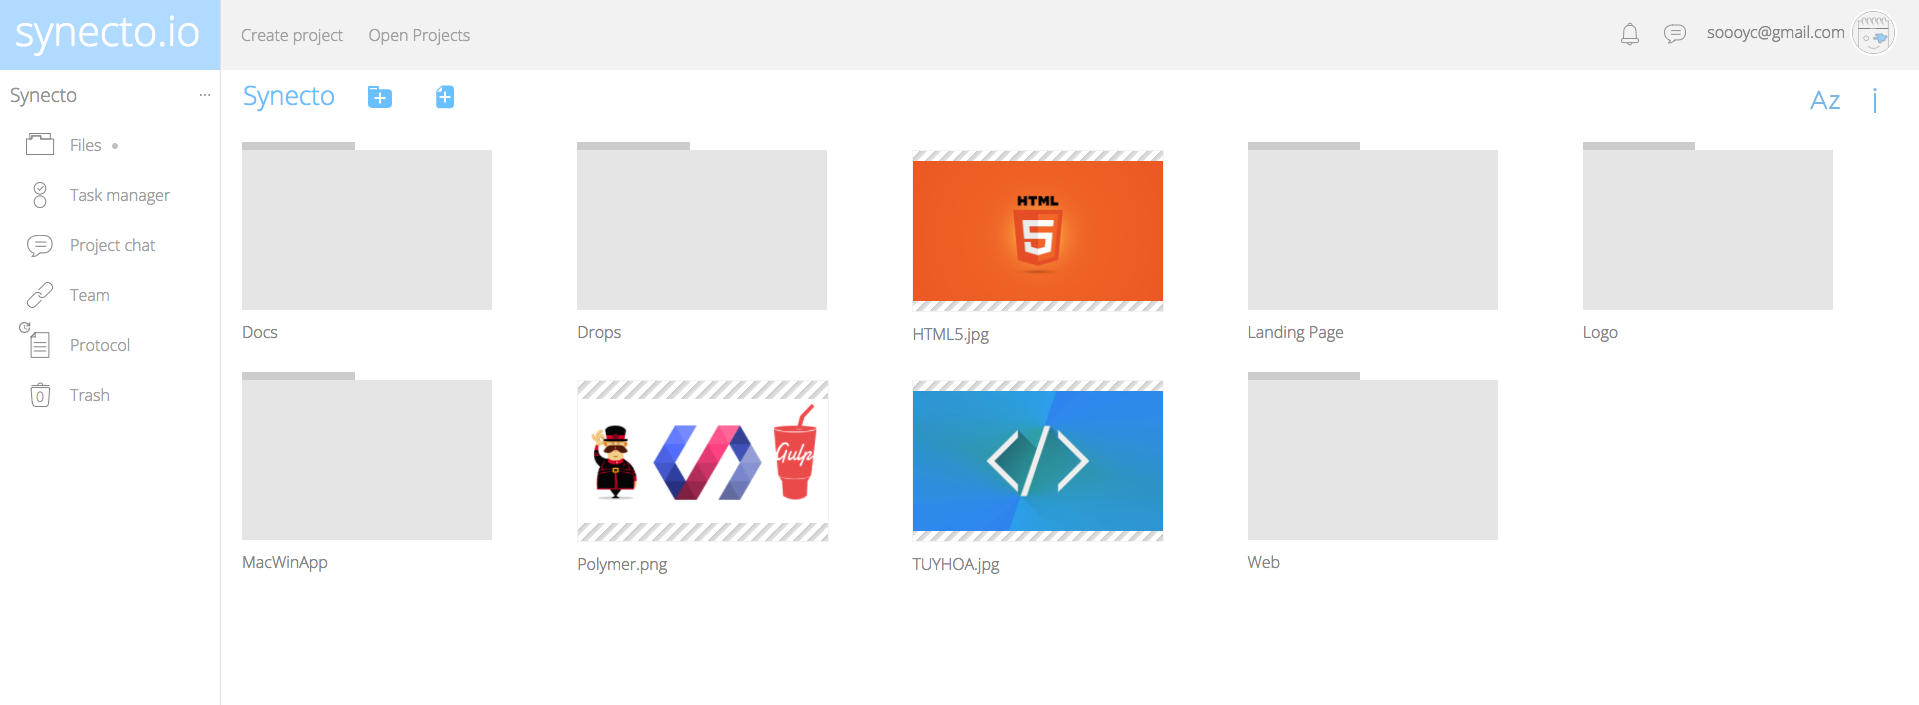 synecto.io
Create project
Open Projects
soooyc@gmail.com
Synecto
...
Files
Task manager
Project chat
Team
Protocol
0
Trash
Synecto
Az
i
Docs
Drops
HTML
5
HTML5.jpg
Landing Page
Logo
MacWinApp
Gulp
Polymer.png
</>
TUYHOA.jpg
Web